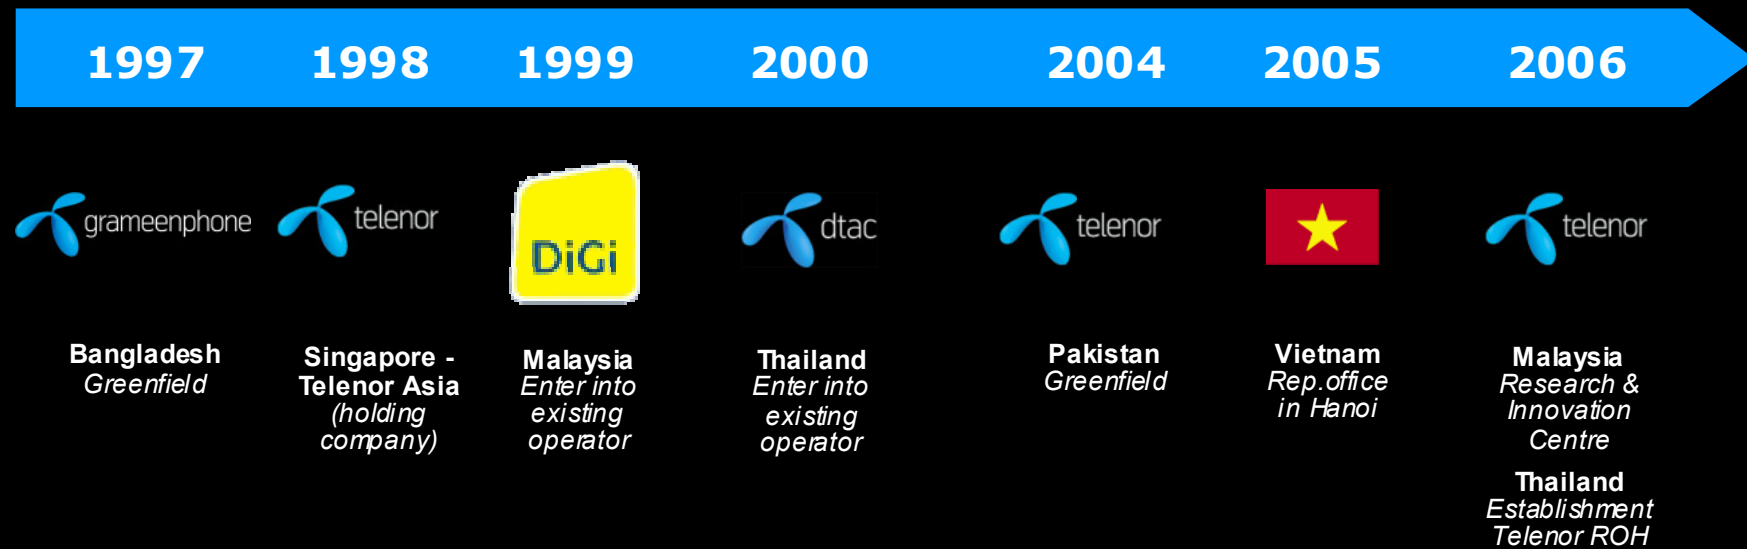 1997 1998 1999 2000 2004 2005 2006
grameenphone telenor DiGi dtac telenor telenor
Bangladesh
Greenfield
Singapore -
Telenor Asia
(holding
company)
Malaysia
Enter into
existing
operator
Thailand
Enter into
existing
operator
Pakistan
Greenfield
Vietnam
Rep.office
in Hanoi
Malaysia
Research &
Innovation
Centre
Thailand
Establishment
Telenor ROH